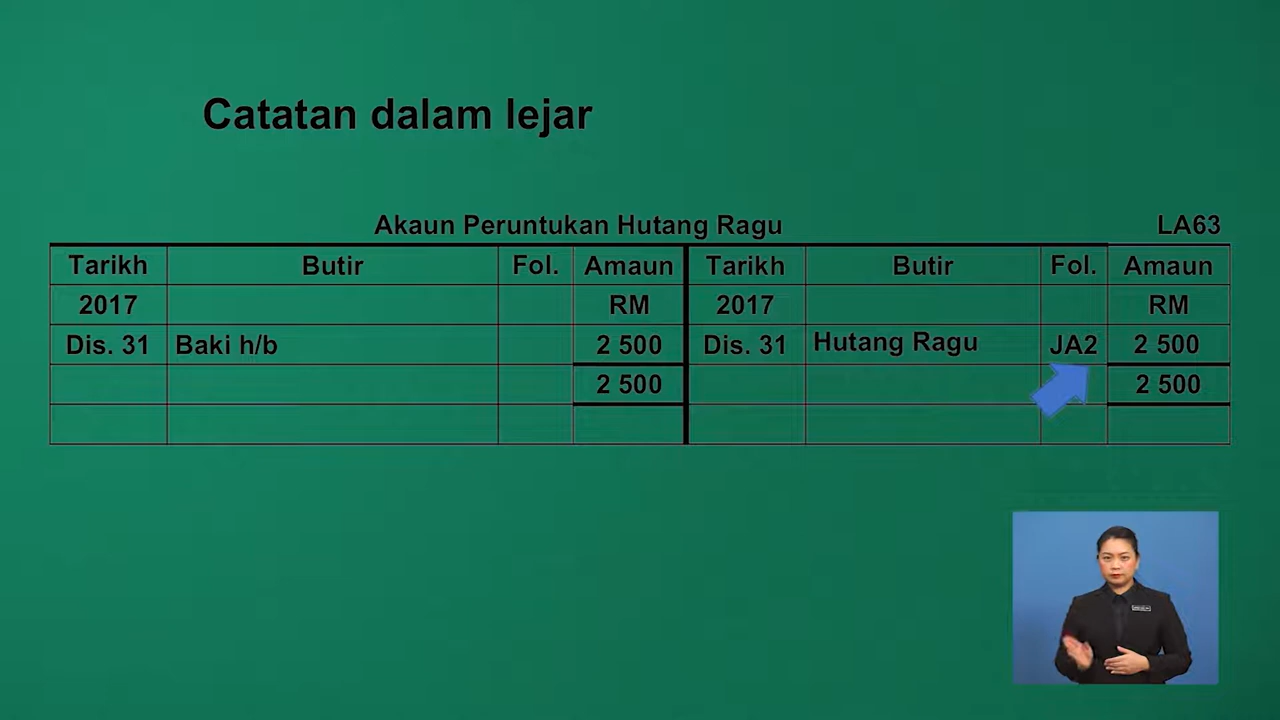 Catatan dalam lejar
Akaun Peruntukan Hutang Ragu LA63
Tarikh Butir Fol. Amaun Tarikh Butir Fol. Amaun
2017 RM 2017 RM
Dis. 31 Baki h/b 2 500 Dis. 31 Hutang Ragu JA2 2 500
2 500 2 500